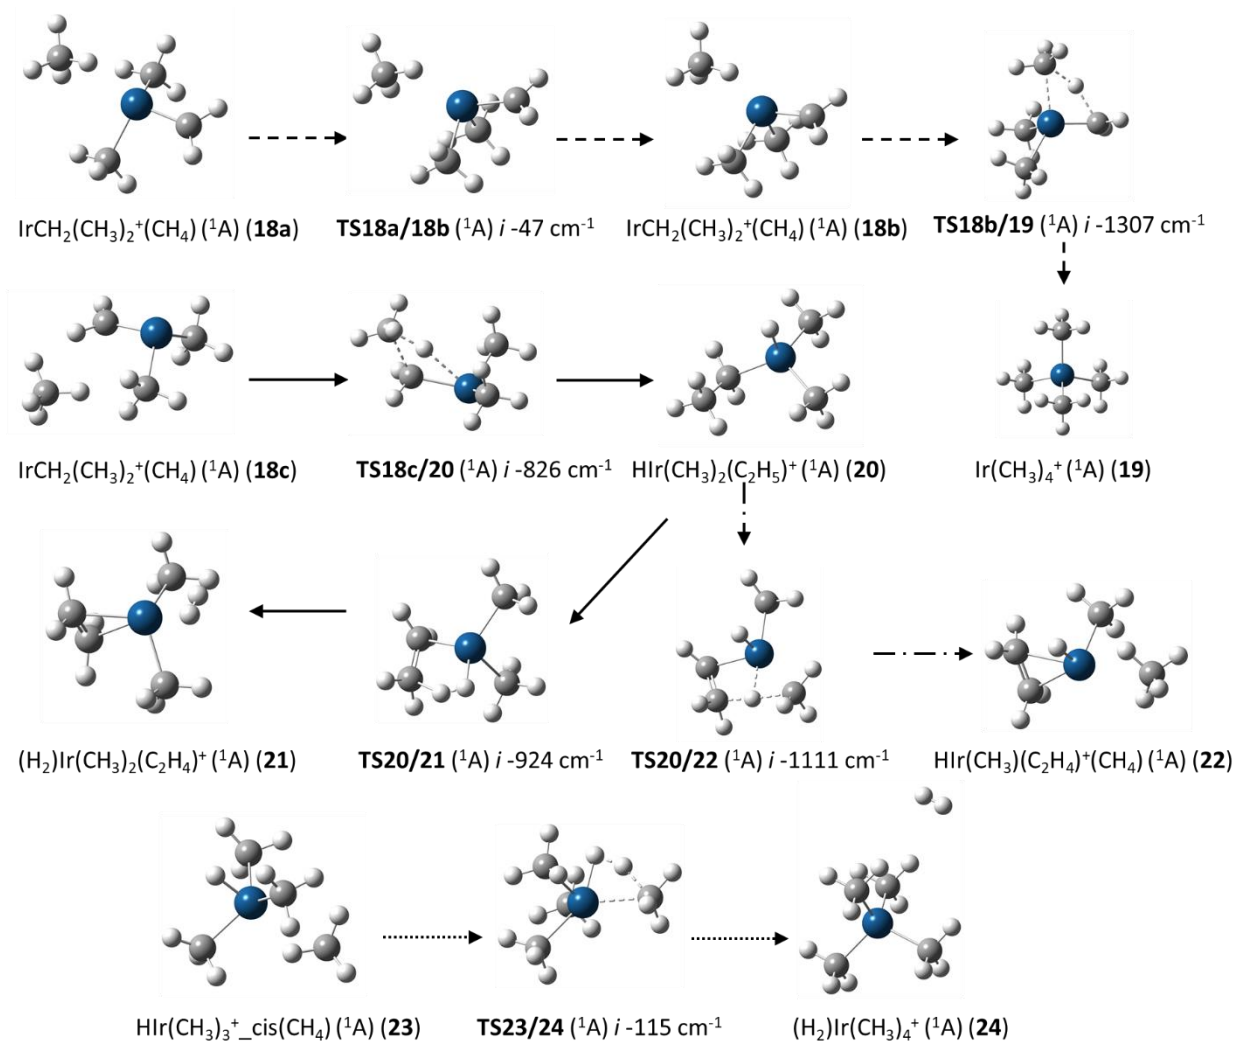 IrCH₂(CH₃)₂⁺(CH₄) (¹A) (18a)
TS18a/18b (¹A) i -47 cm⁻¹
IrCH₂(CH₃)₂⁺(CH₄) (¹A) (18b)
TS18b/19 (¹A) i -1307 cm⁻¹
IrCH₂(CH₃)₂⁺(CH₄) (¹A) (18c)
TS18c/20 (¹A) i -826 cm⁻¹
HIr(CH₃)₂(C₂H₅)⁺ (¹A) (20)
Ir(CH₃)₄⁺ (¹A) (19)
(H₂)Ir(CH₃)₂(C₂H₄)⁺ (¹A) (21)
TS20/21 (¹A) i -924 cm⁻¹
TS20/22 (¹A) i -1111 cm⁻¹
HIr(CH₃)(C₂H₄)⁺(CH₄) (¹A) (22)
HIr(CH₃)₃⁺_cis(CH₄) (¹A) (23)
TS23/24 (¹A) i -115 cm⁻¹
(H₂)Ir(CH₃)₄⁺ (¹A) (24)